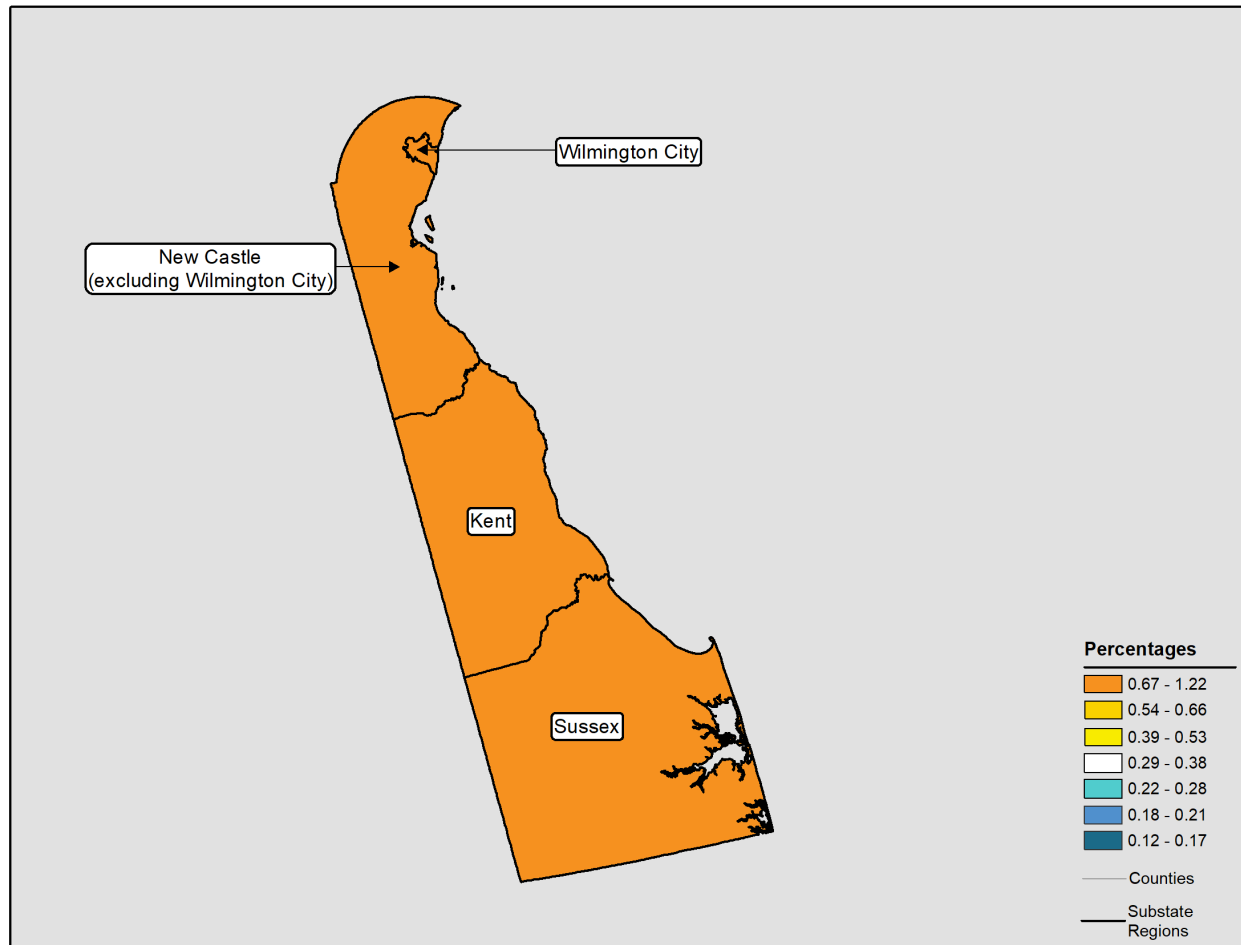 Wilmington City
New Castle
(excluding Wilmington City)
Kent
Sussex
Percentages
0.67 - 1.22
0.54 - 0.66
0.39 - 0.53
0.29 - 0.38
0.22 - 0.28
0.18 - 0.21
0.12 - 0.17
Counties
Substate
Regions